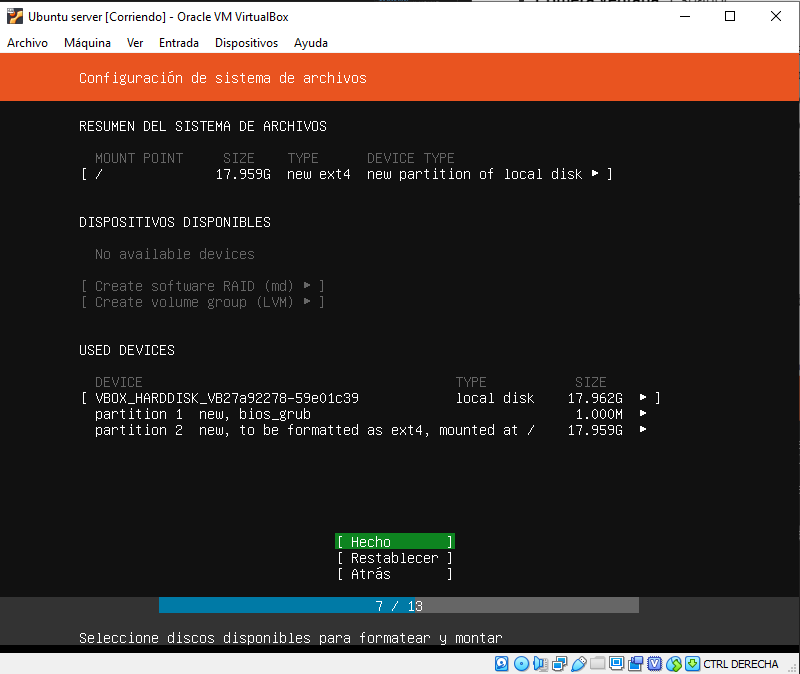 Ubuntu server [Corriendo] - Oracle VM VirtualBox
Archivo Máquina Ver Entrada Dispositivos Ayuda
Configuración de sistema de archivos
RESUMEN DEL SISTEMA DE ARCHIVOS
MOUNT POINT SIZE TYPE DEVICE TYPE
[ / 17.959G new ext4 new partition of local disk ▸ ]
DISPOSITIVOS DISPONIBLES
No available devices
[ Create software RAID (md) ▸ ]
[ Create volume group (LVM) ▸ ]
USED DEVICES
DEVICE TYPE SIZE
[ VBOX_HARDDISK_VB27a92278-59e01c39 local disk 17.962G ▸ ]
partition 1 new, bios_grub 1.000M ▸
partition 2 new, to be formatted as ext4, mounted at / 17.959G ▸
[ Hecho ]
[ Restablecer ]
[ Atrás ]
7 / 13
Seleccione discos disponibles para formatear y montar
CTRL DERECHA